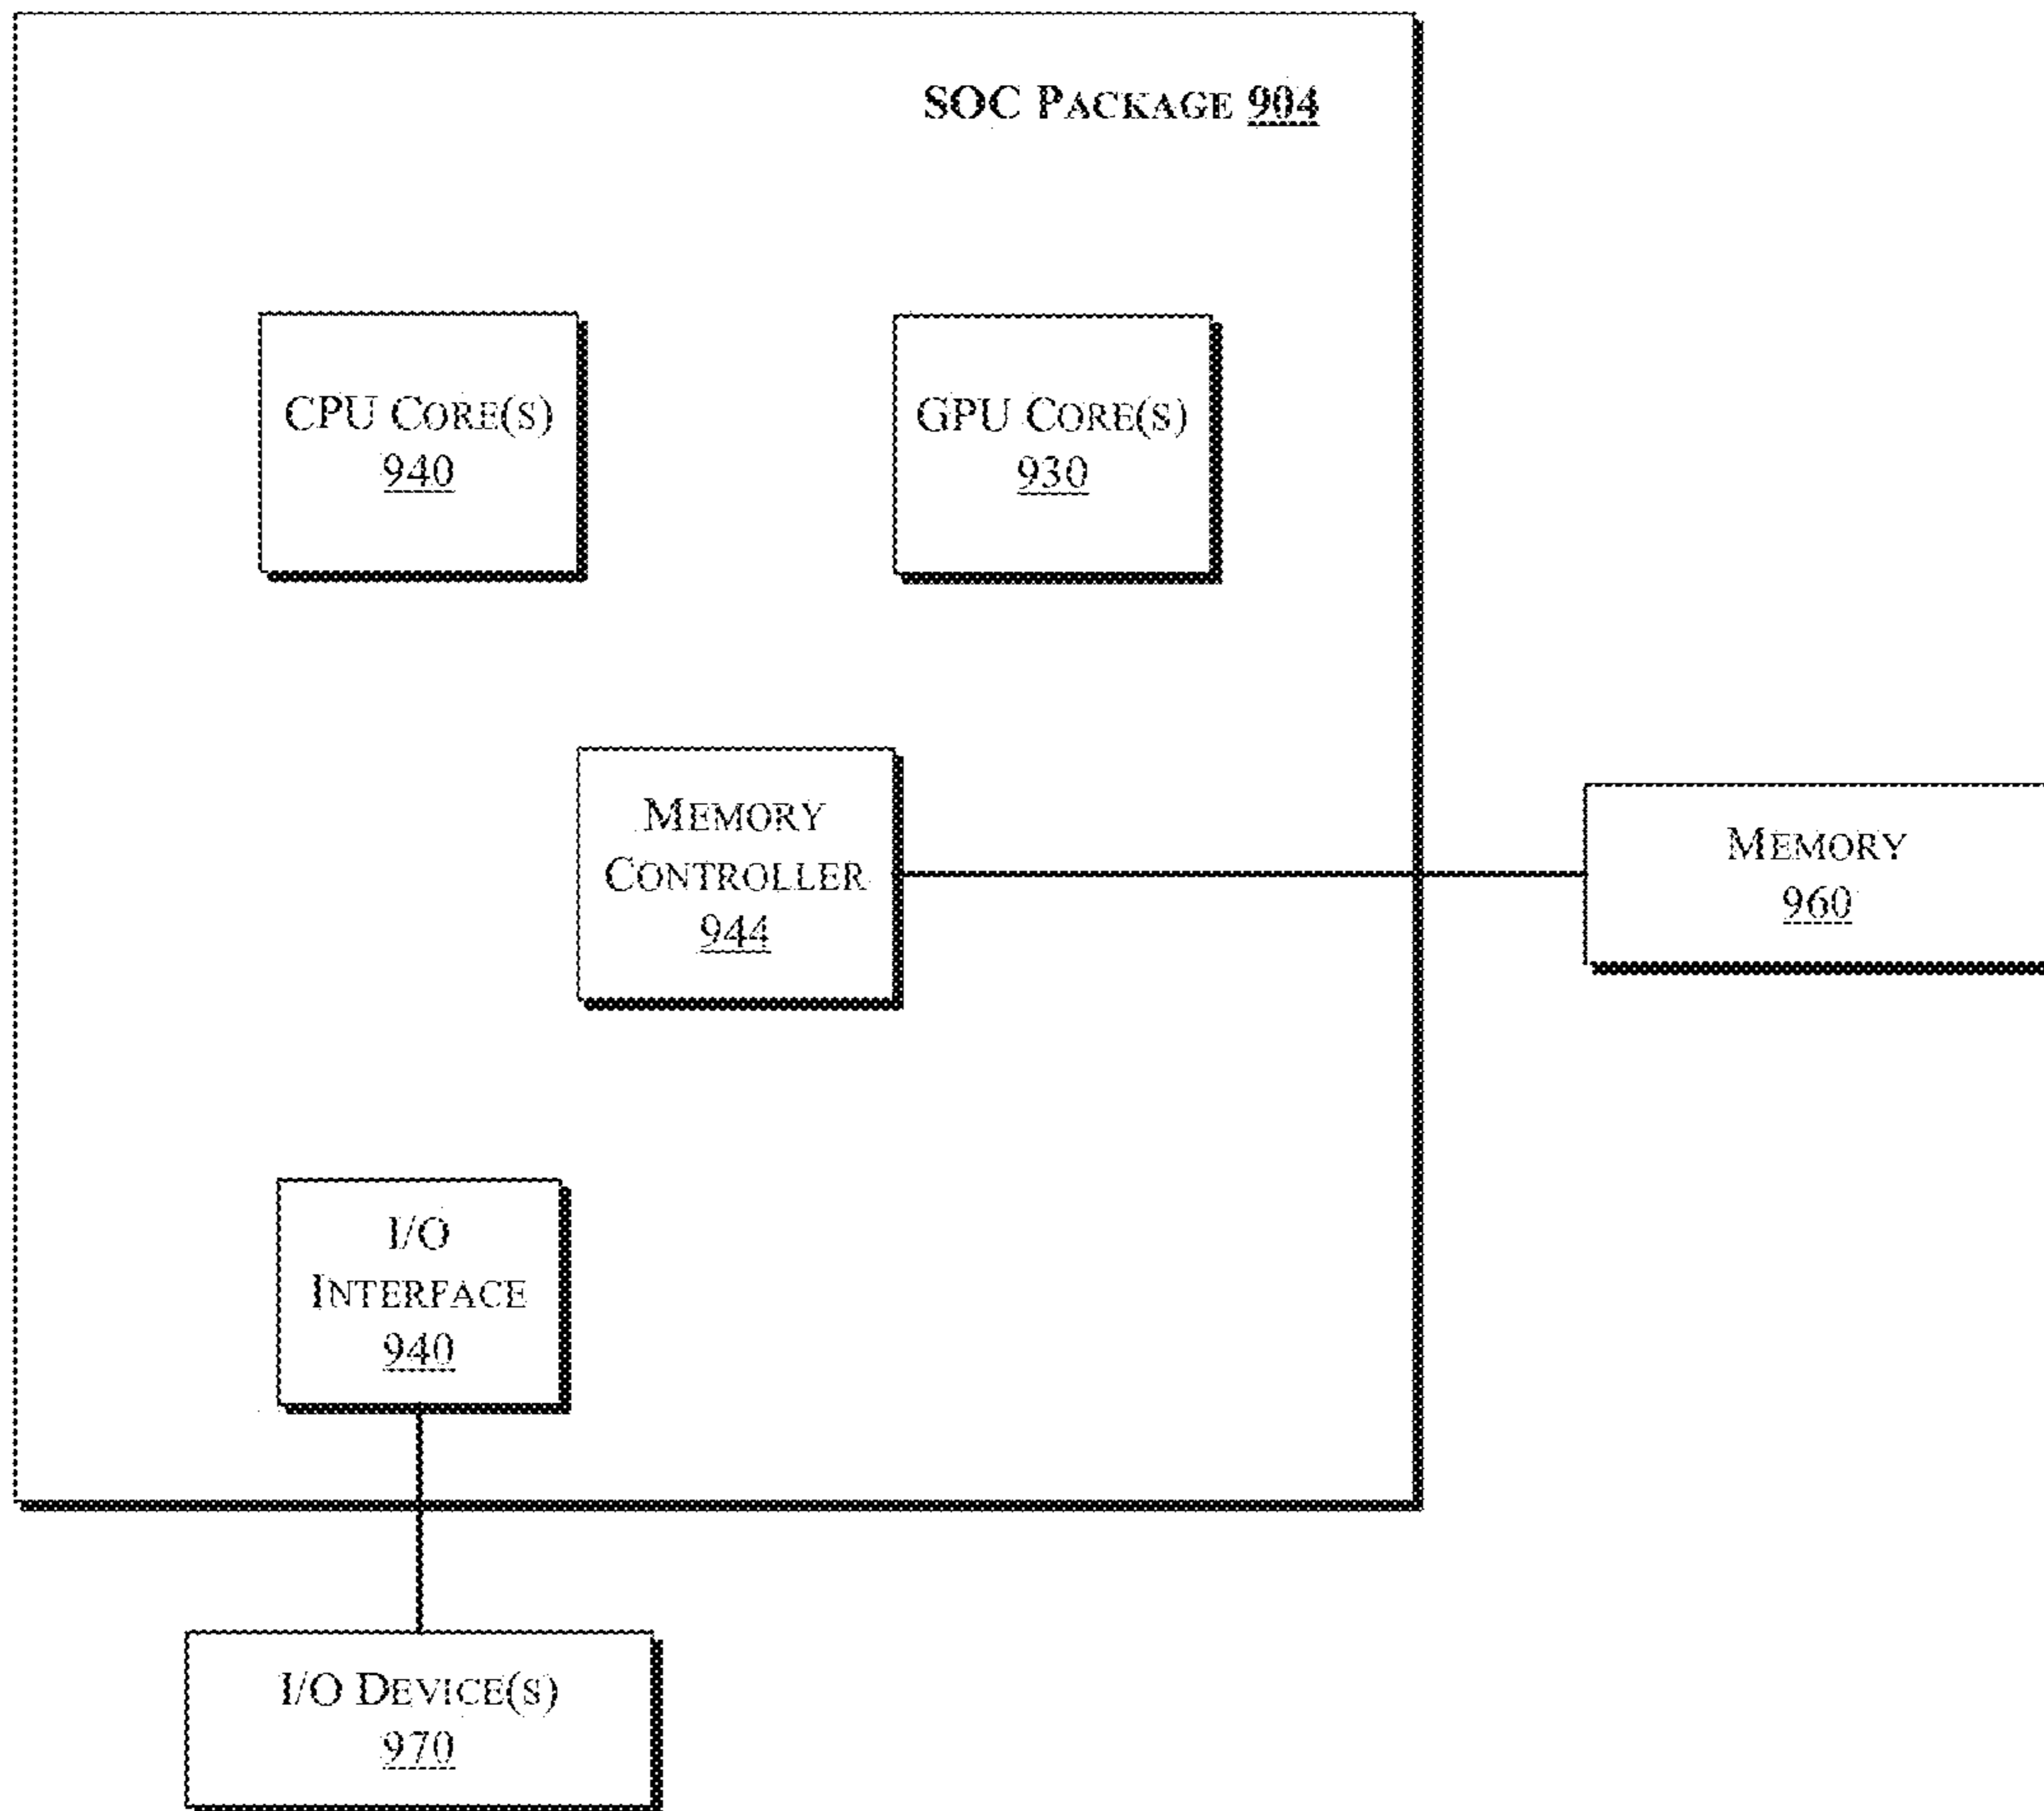 SOC PACKAGE 904
CPU CORE(S)
940
GPU CORE(S)
930
MEMORY
CONTROLLER
944
MEMORY
960
I/O
INTERFACE
940
I/O DEVICE(S)
970